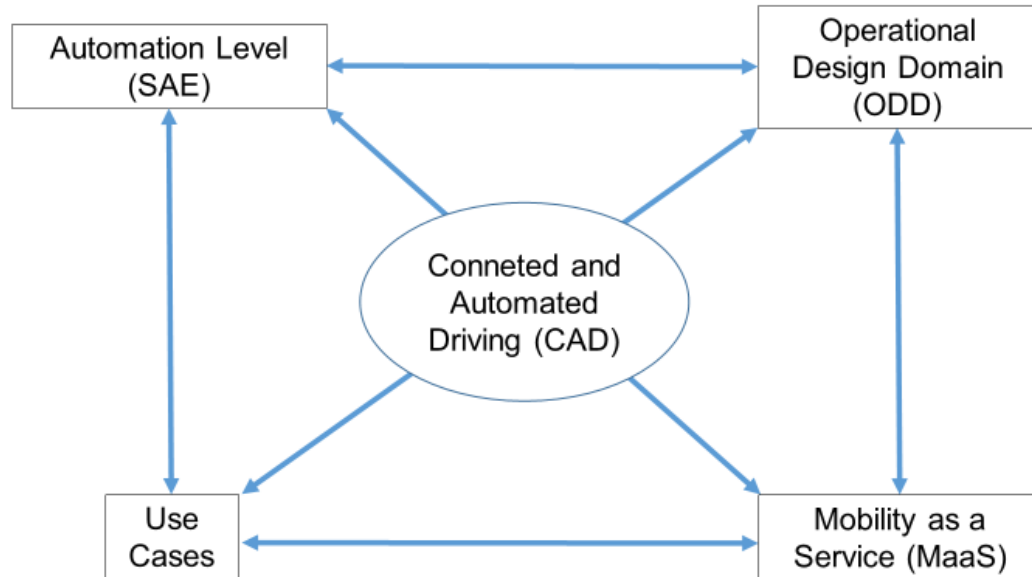 Automation Level
(SAE)
Operational
Design Domain
(ODD)
Conneted and
Automated
Driving (CAD)
Use
Cases
Mobility as a
Service (MaaS)